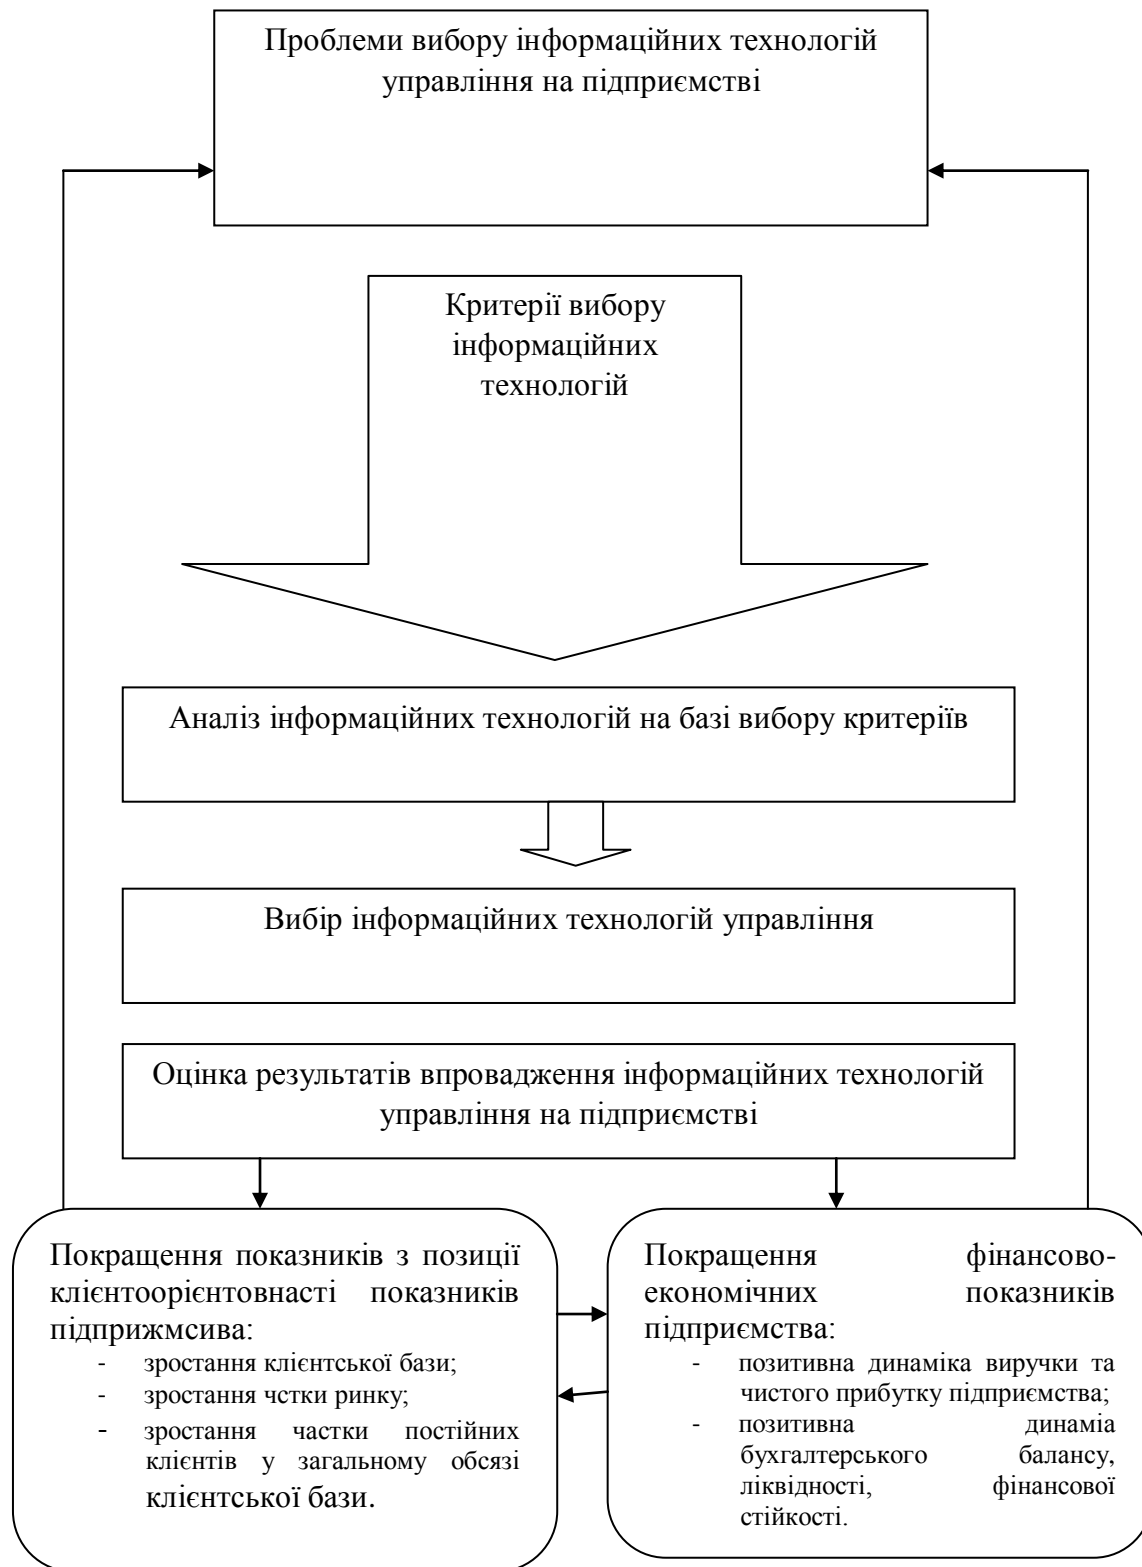 Проблеми вибору інформаційних технологій
управління на підприємстві
Критерії вибору
інформаційних
технологій
Аналіз інформаційних технологій на базі вибору критеріїв
Вибір інформаційних технологій управління
Оцінка результатів впровадження інформаційних технологій
управління на підприємстві
Покращення показників з позиції
клієнтоорієнтовнасті показників
підприжмсива:
- зростання клієнтської бази;
- зростання чстки ринку;
- зростання частки постійних
клієнтів у загальному обсязі
клієнтської бази.
Покращення фінансово-
економічних показників
підприємства:
- позитивна динаміка виручки та
чистого прибутку підприємства;
- позитивна динаміа
бухгалтерського балансу,
ліквідності, фінансової
стійкості.